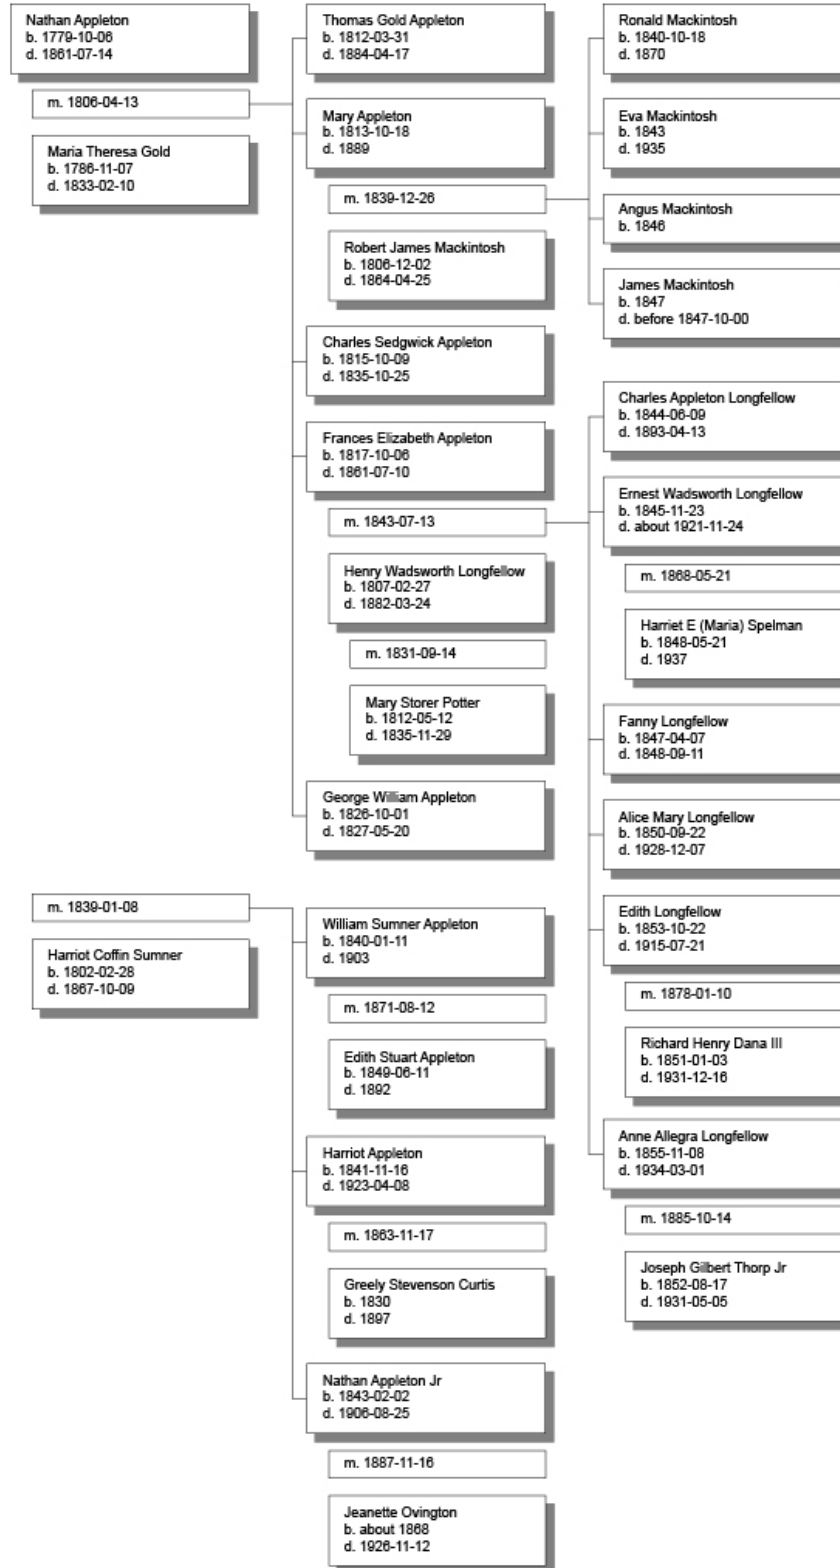 Nathan Appleton
b. 1779-10-06
d. 1861-07-14
m. 1806-04-13
Maria Theresa Gold
b. 1786-11-07
d. 1833-02-10
Thomas Gold Appleton
b. 1812-03-31
d. 1884-04-17
Mary Appleton
b. 1813-10-18
d. 1889
m. 1839-12-26
Robert James Mackintosh
b. 1806-12-02
d. 1864-04-25
Ronald Mackintosh
b. 1840-10-18
d. 1870
Eva Mackintosh
b. 1843
d. 1935
Angus Mackintosh
b. 1846
James Mackintosh
b. 1847
d. before 1847-10-00
Charles Sedgwick Appleton
b. 1815-10-09
d. 1835-10-25
Frances Elizabeth Appleton
b. 1817-10-06
d. 1861-07-10
m. 1843-07-13
Henry Wadsworth Longfellow
b. 1807-02-27
d. 1882-03-24
m. 1831-09-14
Mary Storer Potter
b. 1812-05-12
d. 1835-11-29
Charles Appleton Longfellow
b. 1844-06-09
d. 1893-04-13
Ernest Wadsworth Longfellow
b. 1845-11-23
d. about 1921-11-24
m. 1868-05-21
Harriet E (Maria) Spelman
b. 1848-05-21
d. 1937
Fanny Longfellow
b. 1847-04-07
d. 1848-09-11
Alice Mary Longfellow
b. 1850-09-22
d. 1928-12-07
Edith Longfellow
b. 1853-10-22
d. 1915-07-21
m. 1878-01-10
Richard Henry Dana III
b. 1851-01-03
d. 1931-12-16
Anne Allegra Longfellow
b. 1855-11-08
d. 1934-03-01
m. 1885-10-14
Joseph Gilbert Thorp Jr
b. 1852-08-17
d. 1931-05-05
George William Appleton
b. 1826-10-01
d. 1827-05-20
m. 1839-01-08
Harriot Coffin Sumner
b. 1802-02-28
d. 1867-10-09
William Sumner Appleton
b. 1840-01-11
d. 1903
m. 1871-08-12
Edith Stuart Appleton
b. 1849-06-11
d. 1892
Harriot Appleton
b. 1841-11-16
d. 1923-04-08
m. 1863-11-17
Greely Stevenson Curtis
b. 1830
d. 1897
Nathan Appleton Jr
b. 1843-02-02
d. 1906-08-25
m. 1887-11-16
Jeanette Ovington
b. about 1868
d. 1926-11-12